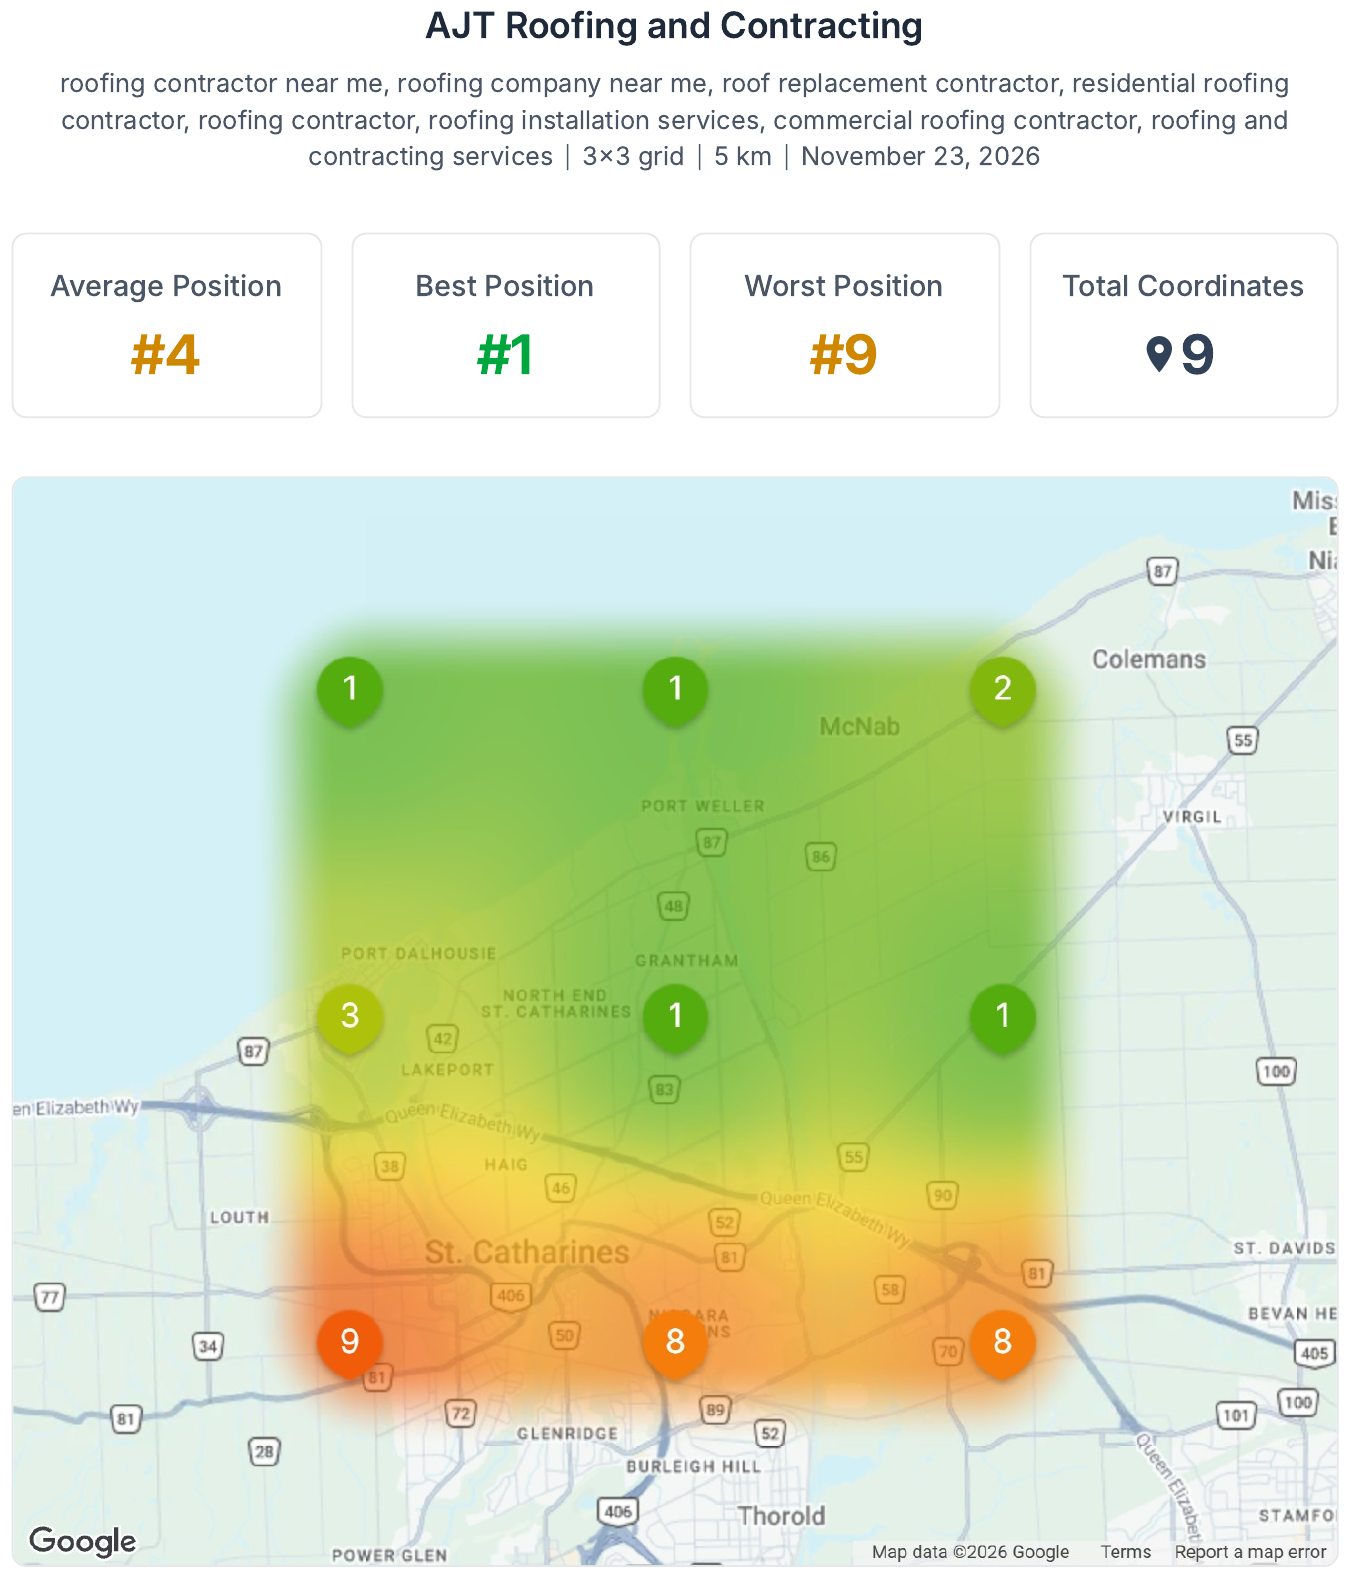 AJT Roofing and Contracting
roofing contractor near me, roofing company near me, roof replacement contractor, residential roofing
contractor, roofing contractor, roofing installation services, commercial roofing contractor, roofing and
contracting services | 3×3 grid | 5 km | November 23, 2026
Average Position
#4
Best Position
#1
Worst Position
#9
Total Coordinates
9
87
Colemans
1
1
2
McNab
55
PORT WELLER
VIRGIL
87
86
48
PORT DALHOUSIE
GRANTHAM
NORTH END
ST. CATHARINES
3
1
1
42
87
LAKEPORT
100
83
en Elizabeth Wy
Queen Elizabeth Wy
38
HAIG
55
46
90
Queen Elizabeth Wy
LOUTH
52
St. Catharines
81
ST. DAVIDS
81
77
406
58
BEVAN HE
9
8
8
34
50
70
405
81
81
72
89
100
101
28
GLENRIDGE
52
BURLEIGH HILL
Queen Elizabet
406
Thorold
STAMFO
Google
POWER GLEN
Map data ©2026 Google
Terms
Report a map error